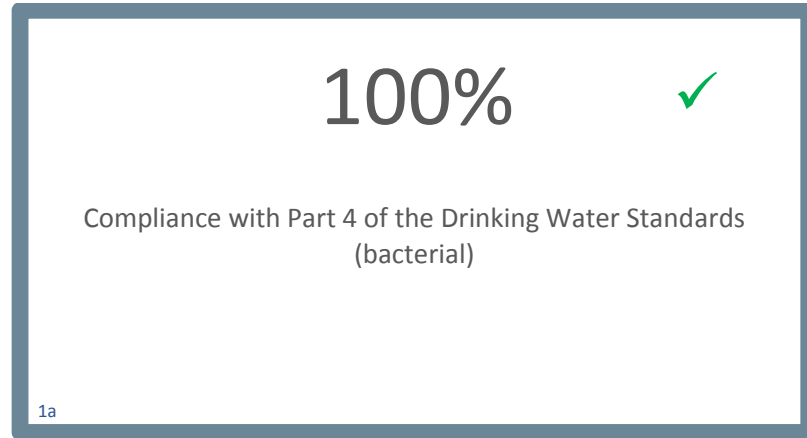 100%
Compliance with Part 4 of the Drinking Water Standards
(bacterial)
1a